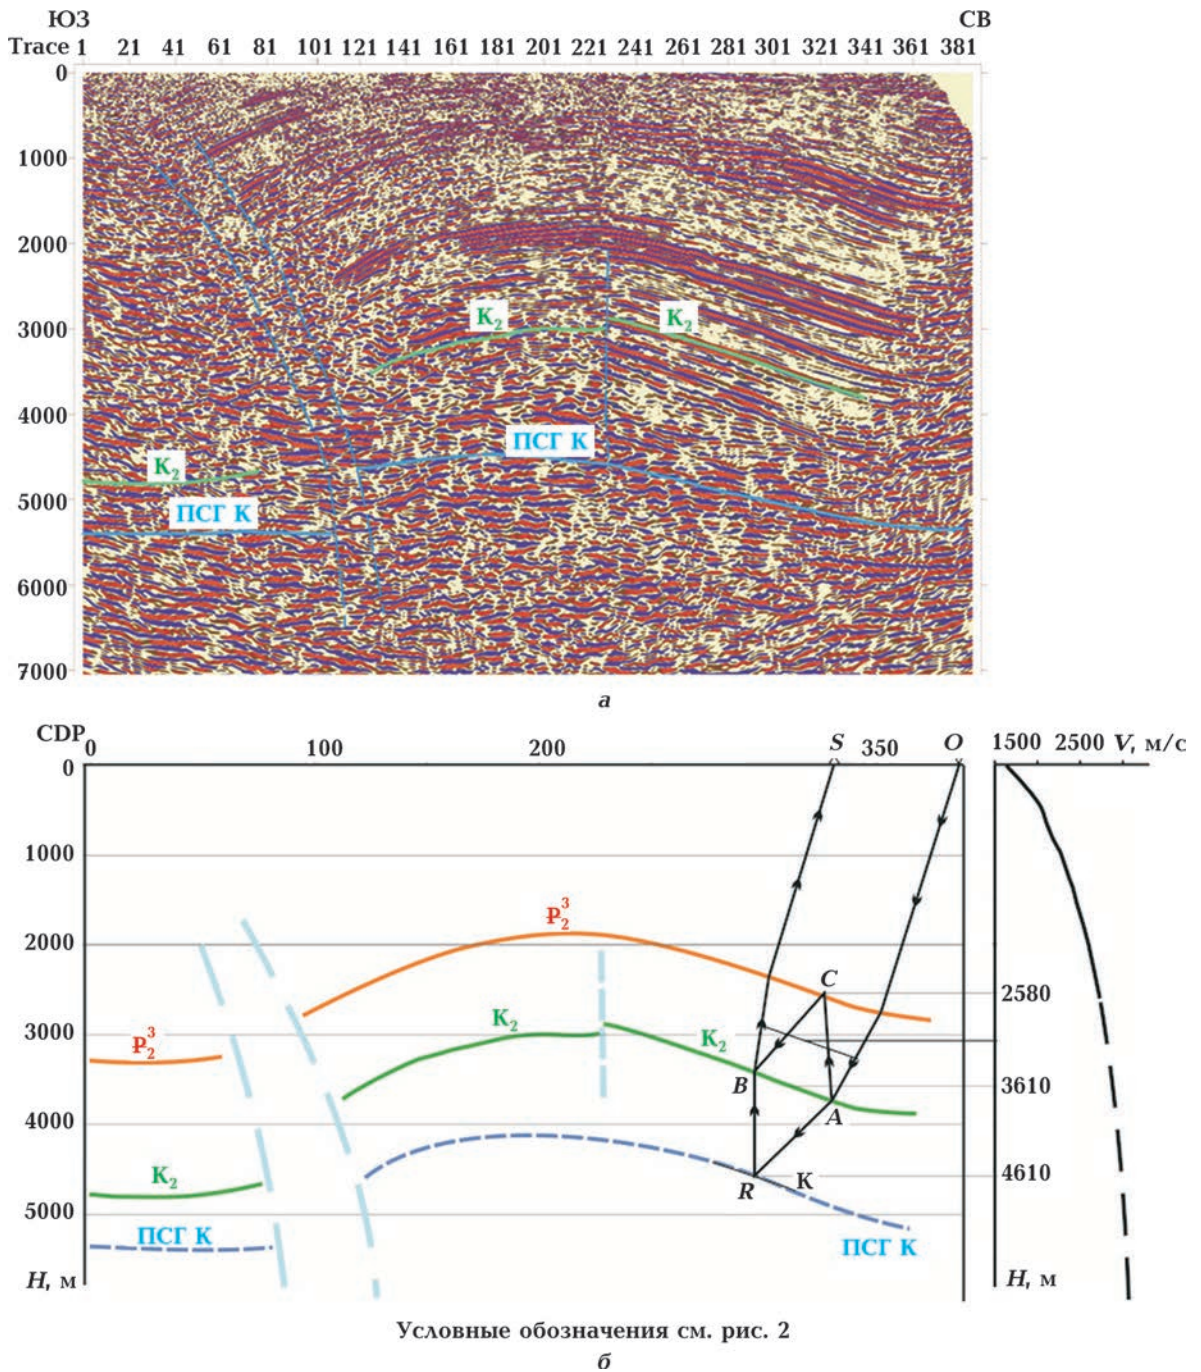 ЮЗ СВ
Trace 1 21 41 61 81 101 121 141 161 181 201 221 241 261 281 301 321 341 361 381
0
1000
2000
3000
K₂ K₂
4000
ПСГ К
K₂
5000
ПСГ К
6000
7000
а
CDP 0 100 200 S 350 O 1500 2500 V, м/с
0
1000
P₂³
2000
C 2580
K₂
3000 P₂³ K₂
B 3610
A
4000
R К 4610
K₂
5000 ПСГ К ПСГ К
H, м H, м
Условные обозначения см. рис. 2
б